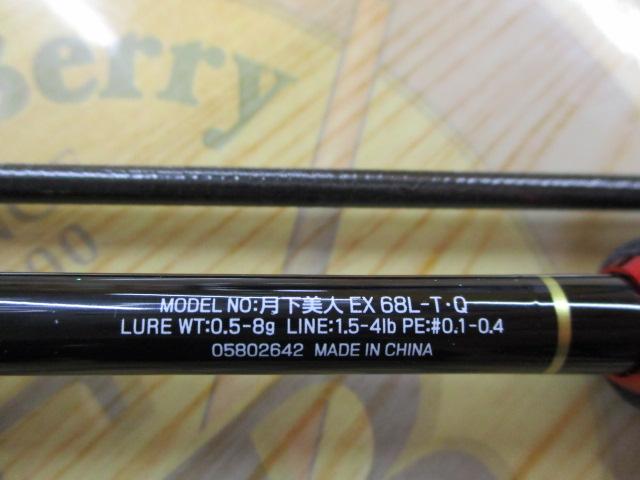 Berry
00
MODEL NO:月下美人 EX 68L-T・Q
LURE WT:0.5-8g LINE:1.5-4lb PE:#0.1-0.4
05802642 MADE IN CHINA